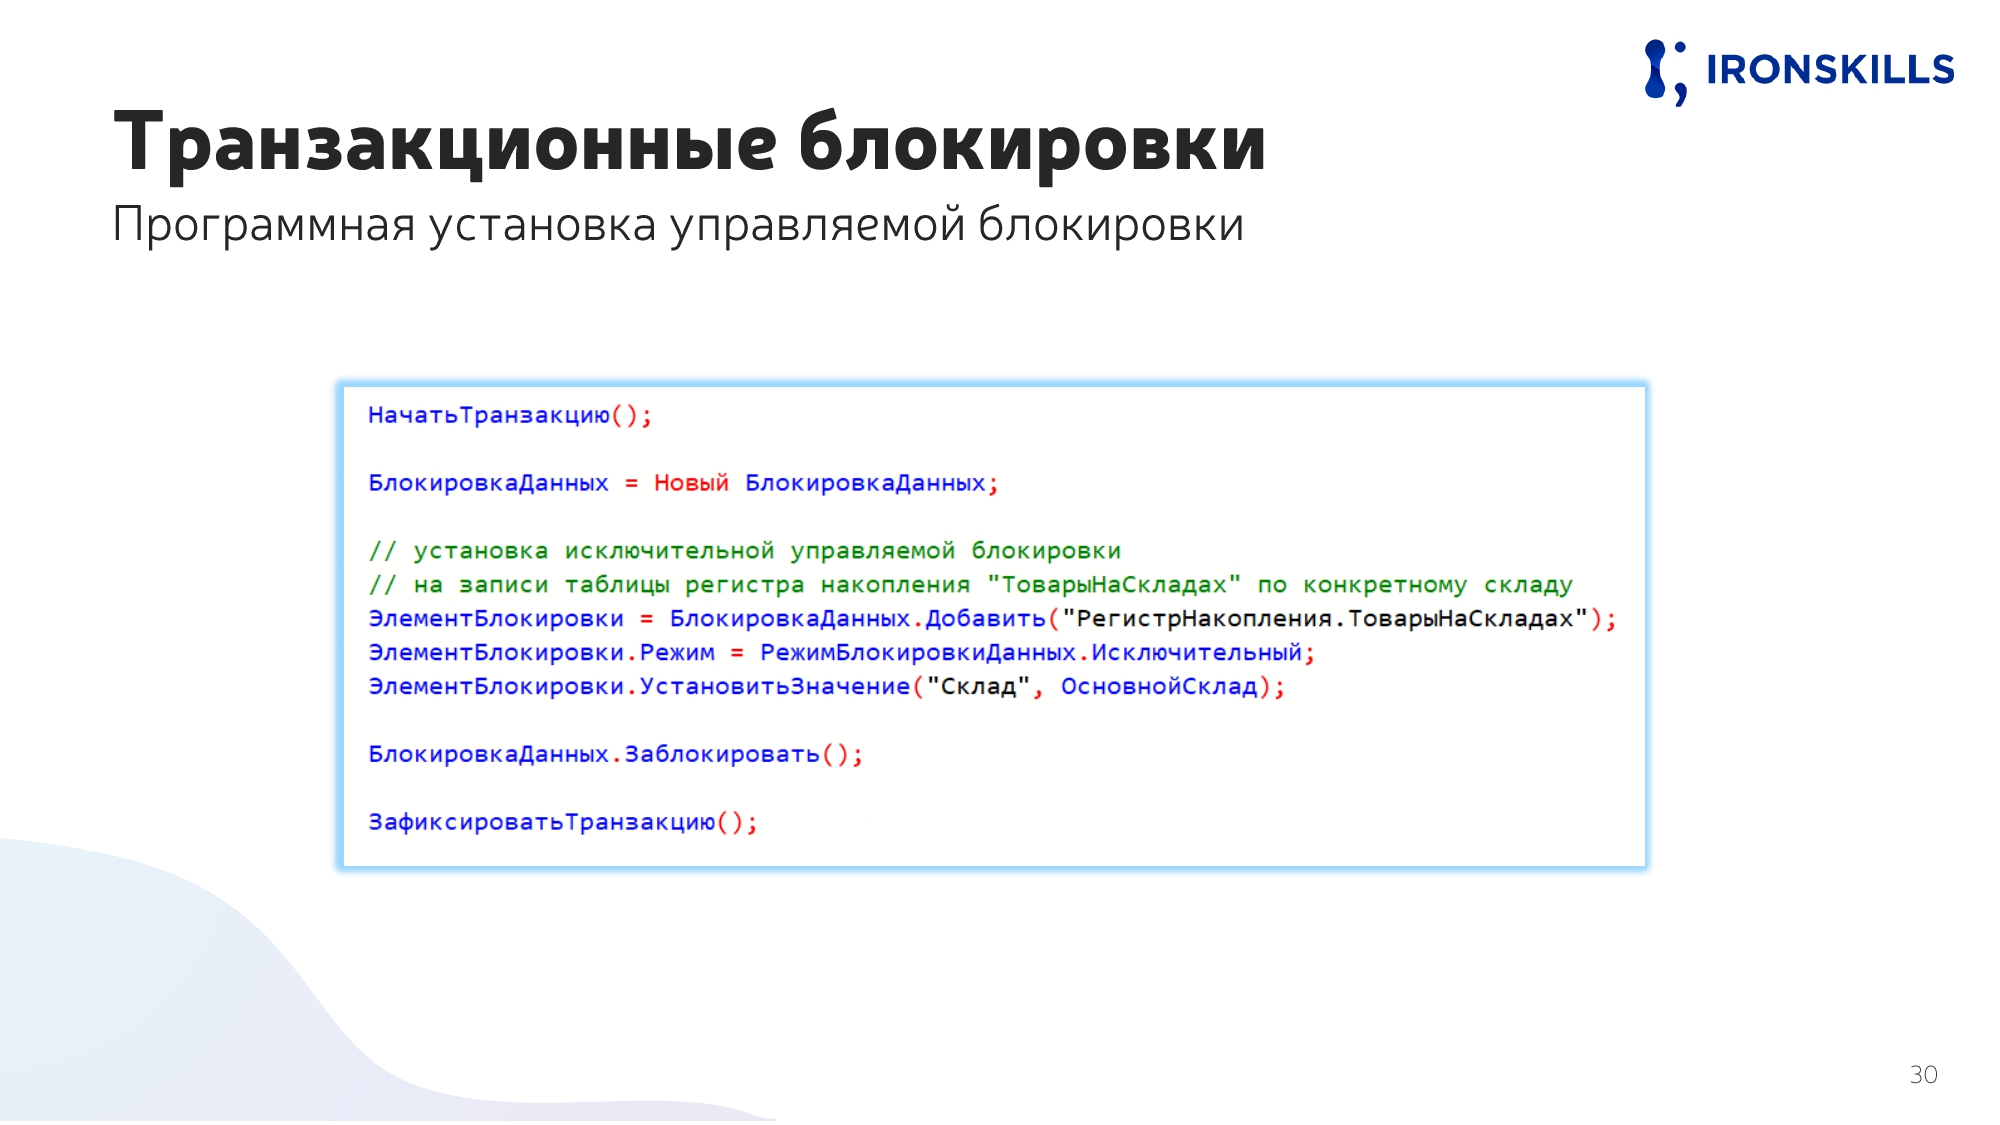 IRONSKILLS
Транзакционные блокировки
Программная установка управляемой блокировки
НачатьТранзакцию();
БлокировкаДанных = Новый БлокировкаДанных;
// установка исключительной управляемой блокировки
// на записи таблицы регистра накопления "ТоварыНаСкладах" по конкретному складу
ЭлементБлокировки = БлокировкаДанных.Добавить("РегистрНакопления.ТоварыНаСкладах");
ЭлементБлокировки.Режим = РежимБлокировкиДанных.Исключительный;
ЭлементБлокировки.УстановитьЗначение("Склад", ОсновнойСклад);
БлокировкаДанных.Заблокировать();
ЗафиксироватьТранзакцию();
30